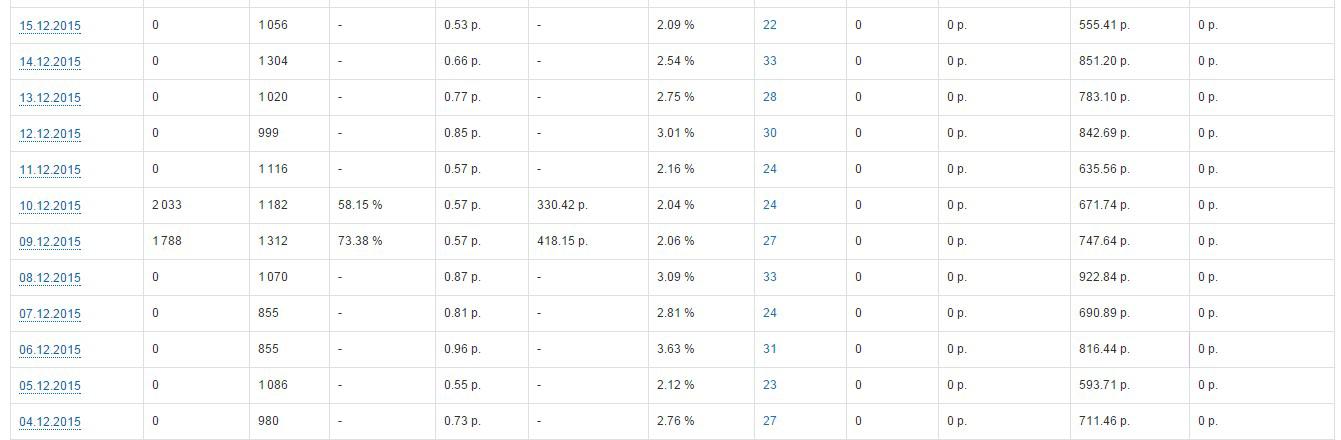 15.12.2015 0 1 056 - 0.53 р. - 2.09 % 22 0 0 р. 555.41 р. 0 р.
14.12.2015 0 1 304 - 0.66 р. - 2.54 % 33 0 0 р. 851.20 р. 0 р.
13.12.2015 0 1 020 - 0.77 р. - 2.75 % 28 0 0 р. 783.10 р. 0 р.
12.12.2015 0 999 - 0.85 р. - 3.01 % 30 0 0 р. 842.69 р. 0 р.
11.12.2015 0 1 116 - 0.57 р. - 2.16 % 24 0 0 р. 635.56 р. 0 р.
10.12.2015 2 033 1 182 58.15 % 0.57 р. 330.42 р. 2.04 % 24 0 0 р. 671.74 р. 0 р.
09.12.2015 1 788 1 312 73.38 % 0.57 р. 418.15 р. 2.06 % 27 0 0 р. 747.64 р. 0 р.
08.12.2015 0 1 070 - 0.87 р. - 3.09 % 33 0 0 р. 922.84 р. 0 р.
07.12.2015 0 855 - 0.81 р. - 2.81 % 24 0 0 р. 690.89 р. 0 р.
06.12.2015 0 855 - 0.96 р. - 3.63 % 31 0 0 р. 816.44 р. 0 р.
05.12.2015 0 1 086 - 0.55 р. - 2.12 % 23 0 0 р. 593.71 р. 0 р.
04.12.2015 0 980 - 0.73 р. - 2.76 % 27 0 0 р. 711.46 р. 0 р.